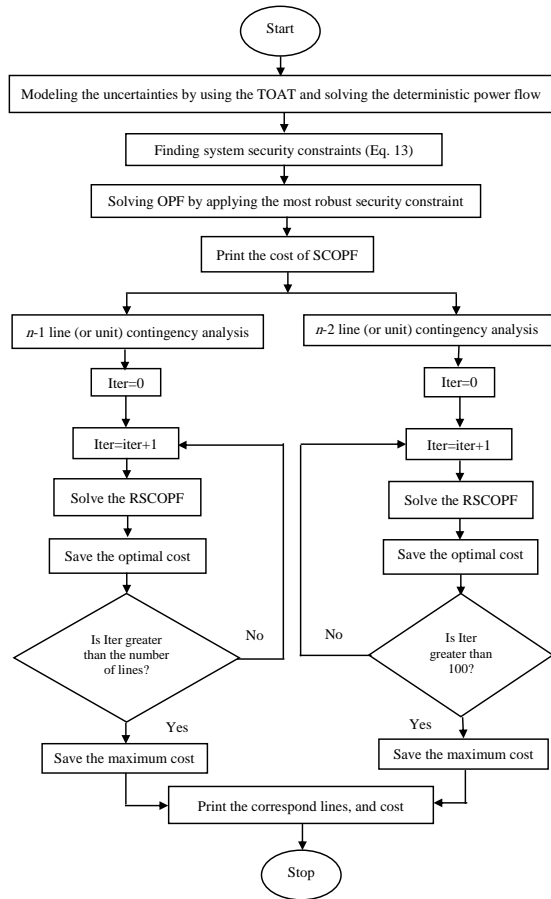 Start
Modeling the uncertainties by using the TOAT and solving the deterministic power flow
Finding system security constraints (Eq. 13)
Solving OPF by applying the most robust security constraint
Print the cost of SCOPF
n-1 line (or unit) contingency analysis
Iter=0
Iter=iter+1
Solve the RSCOPF
Save the optimal cost
Is Iter greater
than the number
of lines?
No
Yes
Save the maximum cost
n-2 line (or unit) contingency analysis
Iter=0
Iter=iter+1
Solve the RSCOPF
Save the optimal cost
Is Iter
greater than
100?
No
Yes
Save the maximum cost
Print the correspond lines, and cost
Stop